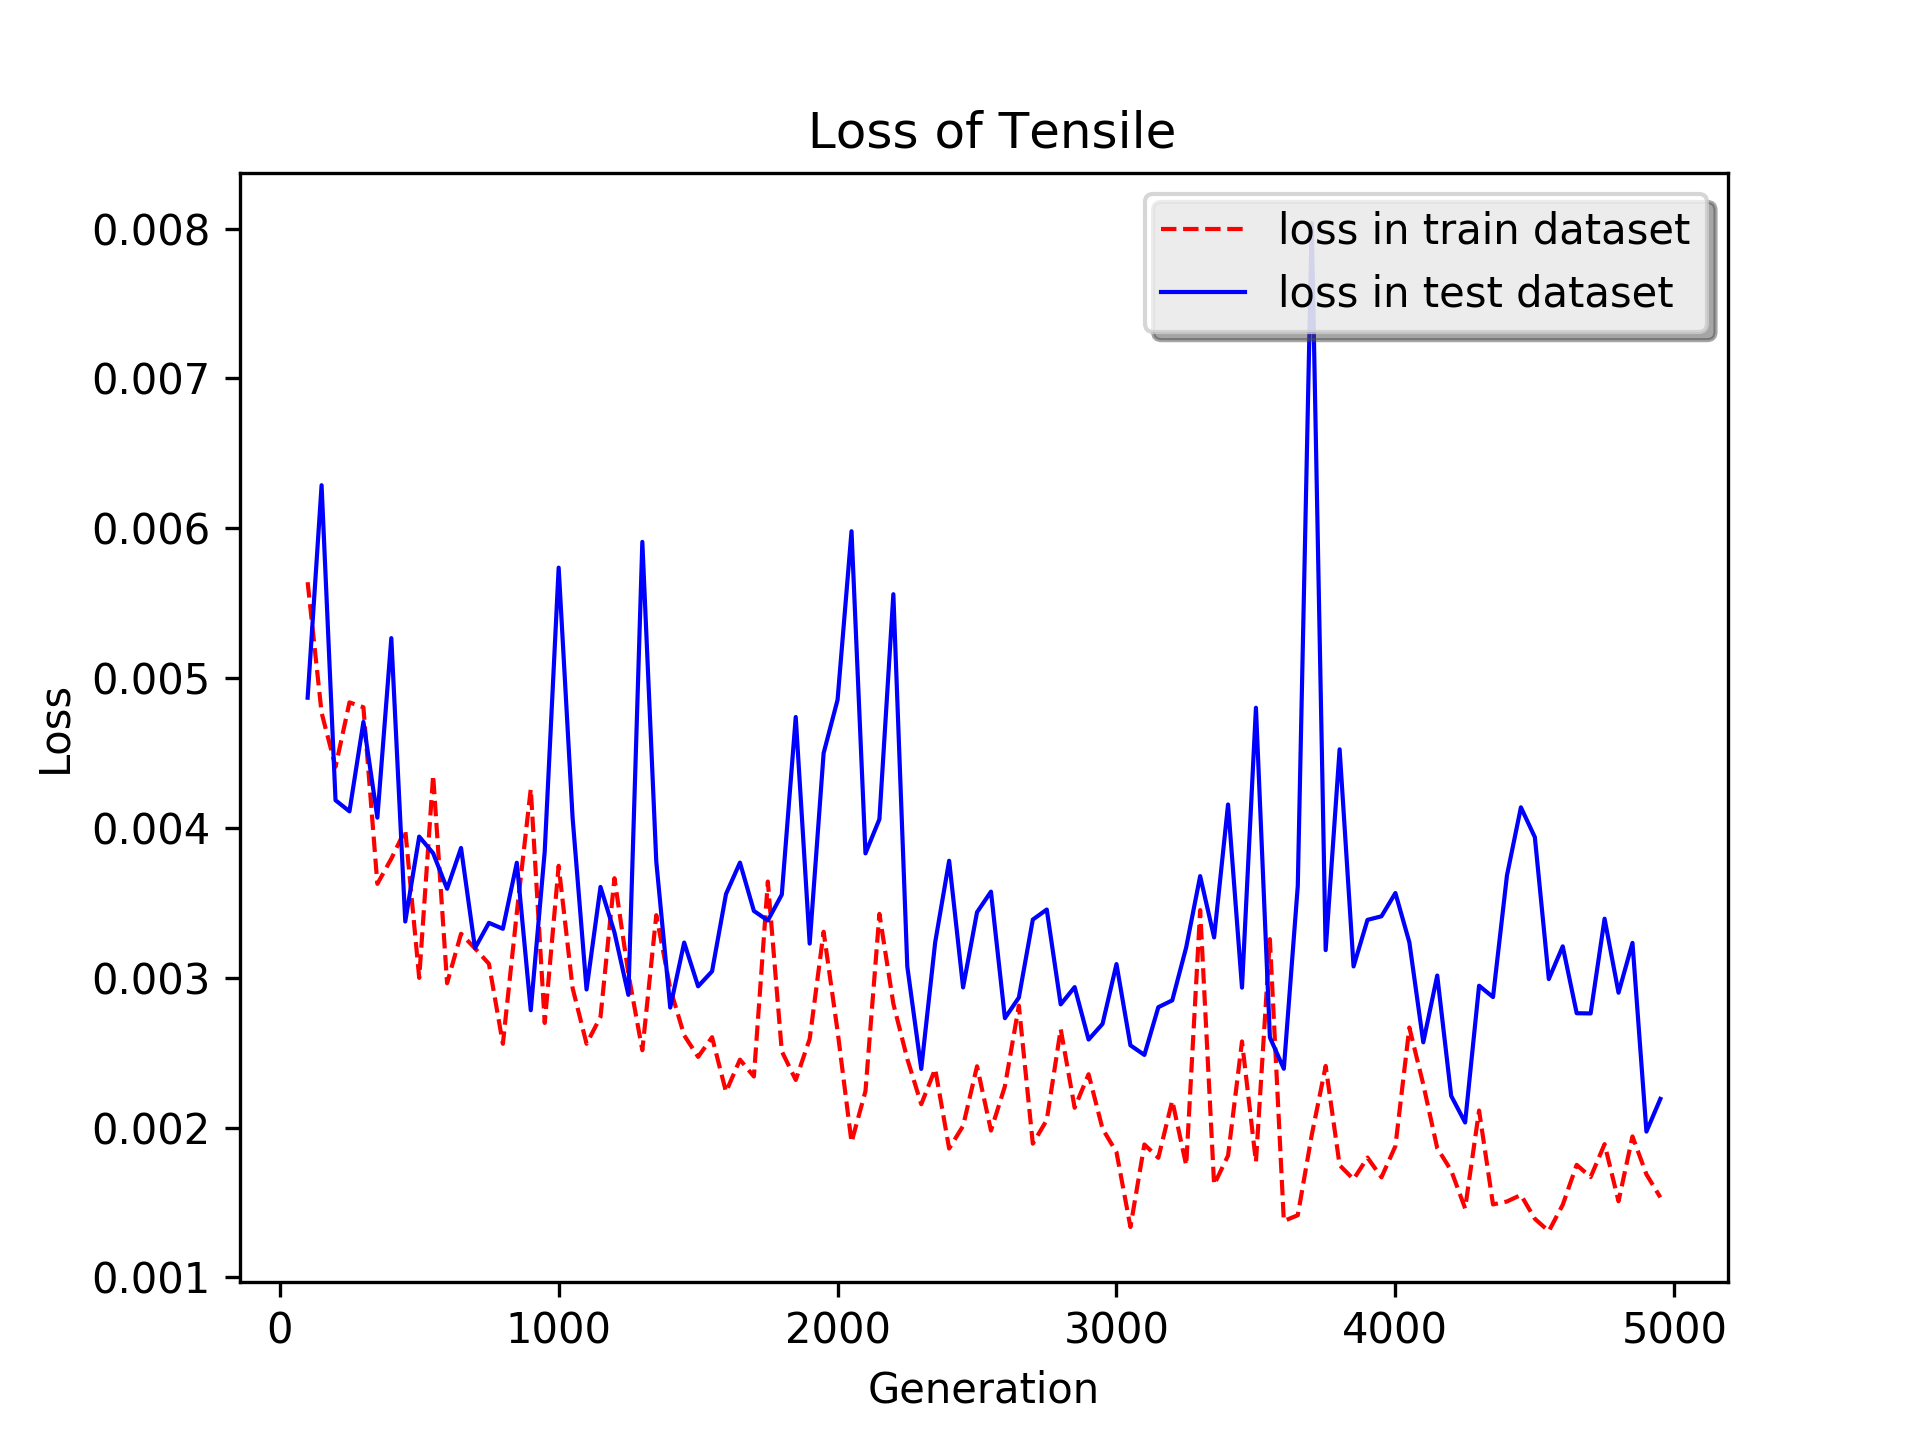 Loss of Tensile
loss in train dataset
loss in test dataset
0.008
0.007
0.006
0.005
0.004
0.003
0.002
0.001
Loss
0 1000 2000 3000 4000 5000
Generation